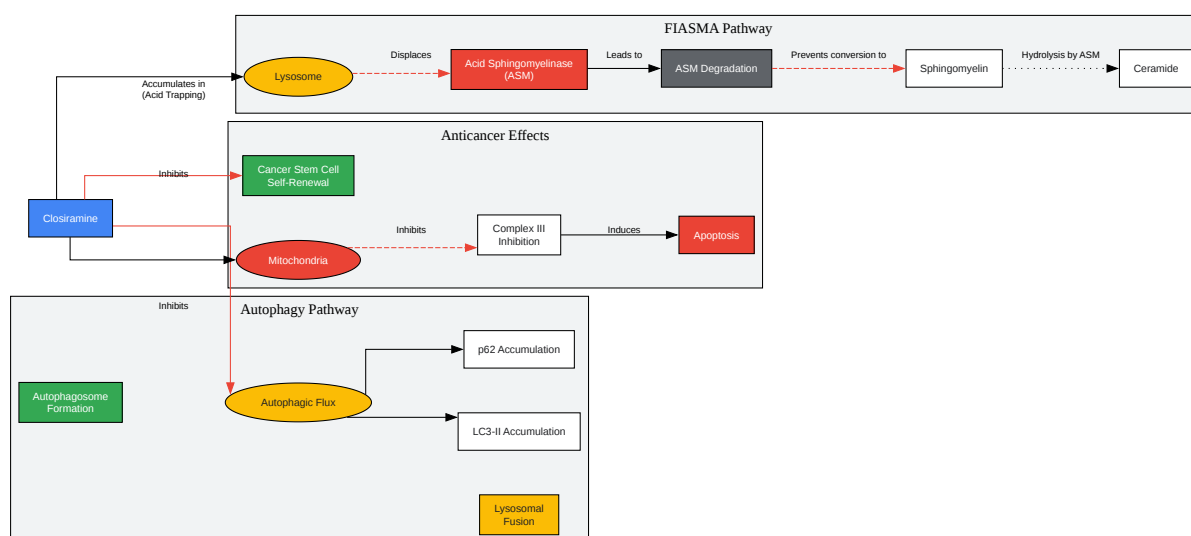 FIASMA Pathway
Lysosome
Displaces
Acid Sphingomyelinase
(ASM)
Leads to
ASM Degradation
Prevents conversion to
Sphingomyelin
Hydrolysis by ASM
Ceramide
Accumulates in
(Acid Trapping)
Anticancer Effects
Inhibits
Cancer Stem Cell
Self-Renewal
Closiramine
Mitochondria
Inhibits
Complex III
Inhibition
Induces
Apoptosis
Inhibits
Autophagy Pathway
p62 Accumulation
Autophagosome
Formation
Autophagic Flux
LC3-II Accumulation
Lysosomal
Fusion